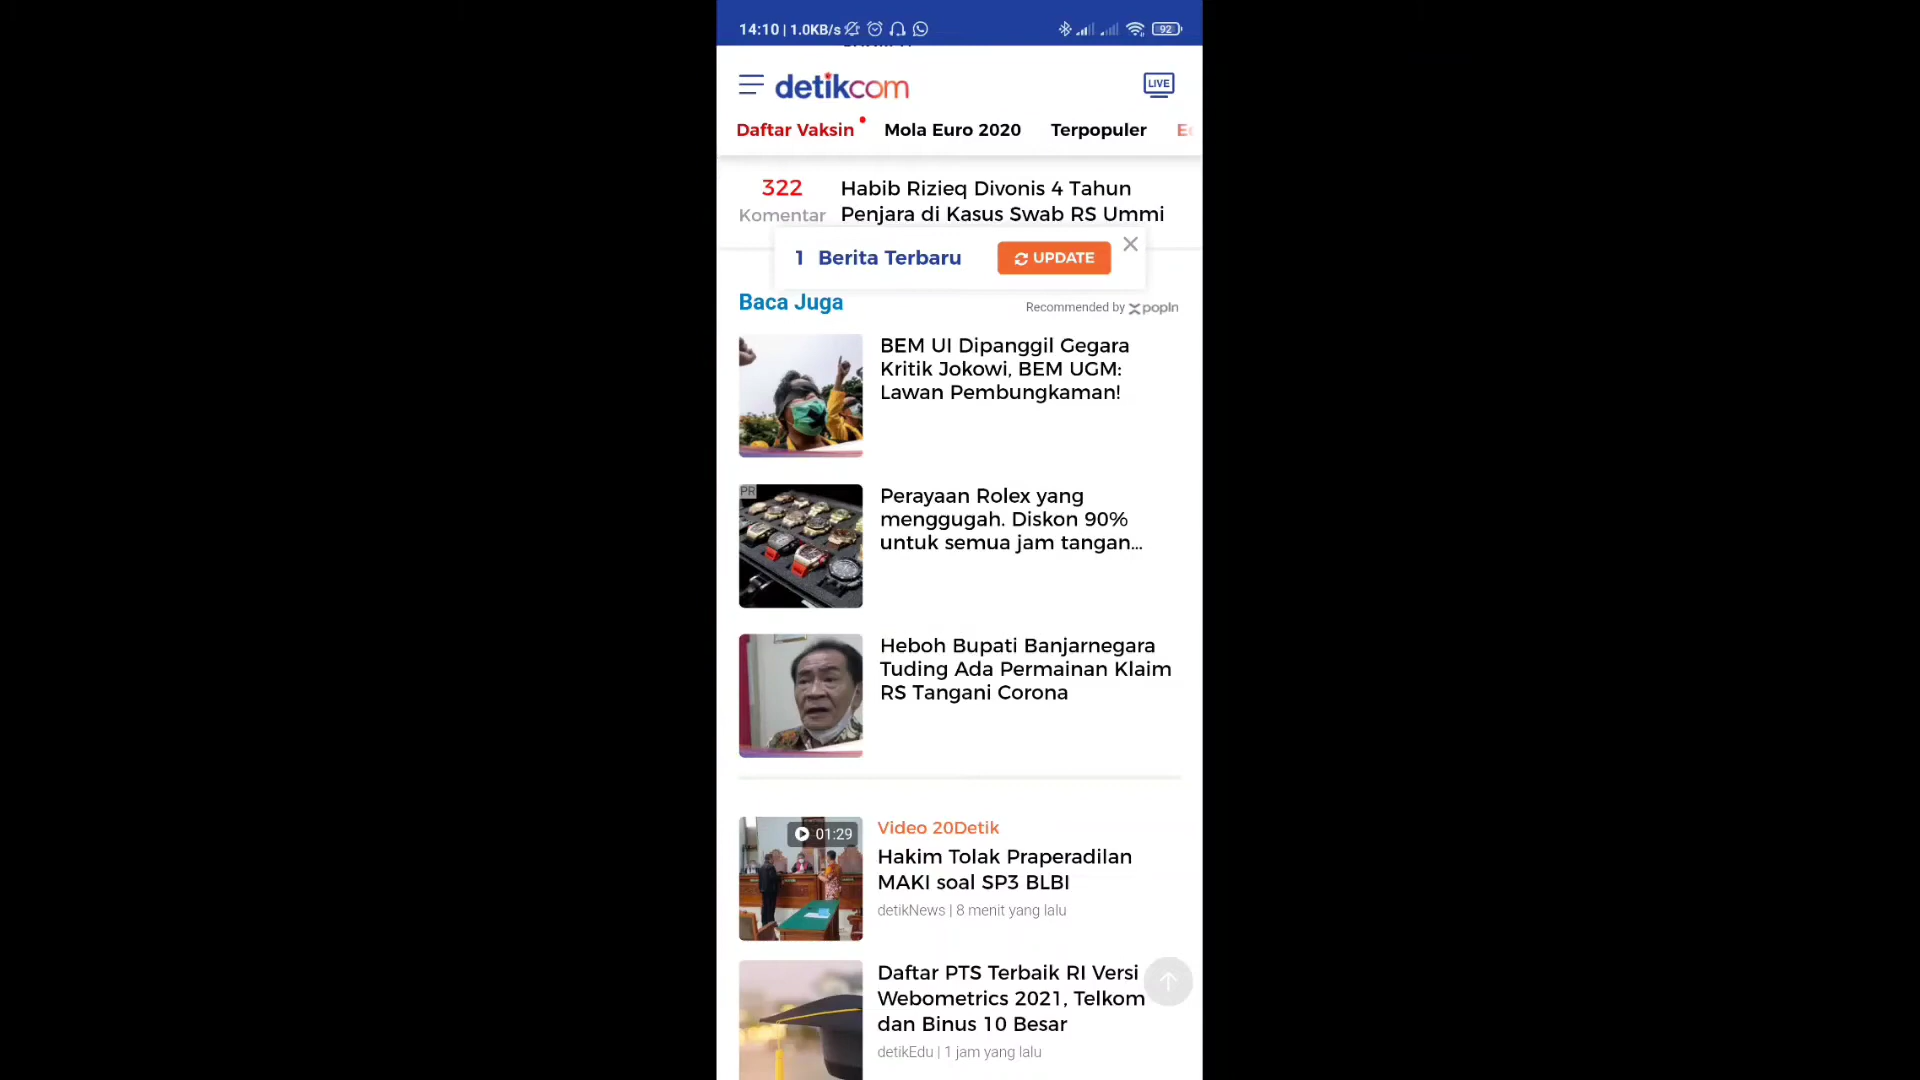 14:10 | 1.0KB/s
92
detikcom
LIVE
Daftar Vaksin
Mola Euro 2020
Terpopuler
322
Komentar
Habib Rizieq Divonis 4 Tahun
Penjara di Kasus Swab RS Ummi
1 Berita Terbaru
UPDATE
Baca Juga
Recommended by popIn
BEM UI Dipanggil Gegara
Kritik Jokowi, BEM UGM:
Lawan Pembungkaman!
PR
Perayaan Rolex yang
menggugah. Diskon 90%
untuk semua jam tangan...
Heboh Bupati Banjarnegara
Tuding Ada Permainan Klaim
RS Tangani Corona
01:29
Video 20Detik
Hakim Tolak Praperadilan
MAKI soal SP3 BLBI
detikNews | 8 menit yang lalu
Daftar PTS Terbaik RI Versi
Webometrics 2021, Telkom
dan Binus 10 Besar
detikEdu | 1 jam yang lalu